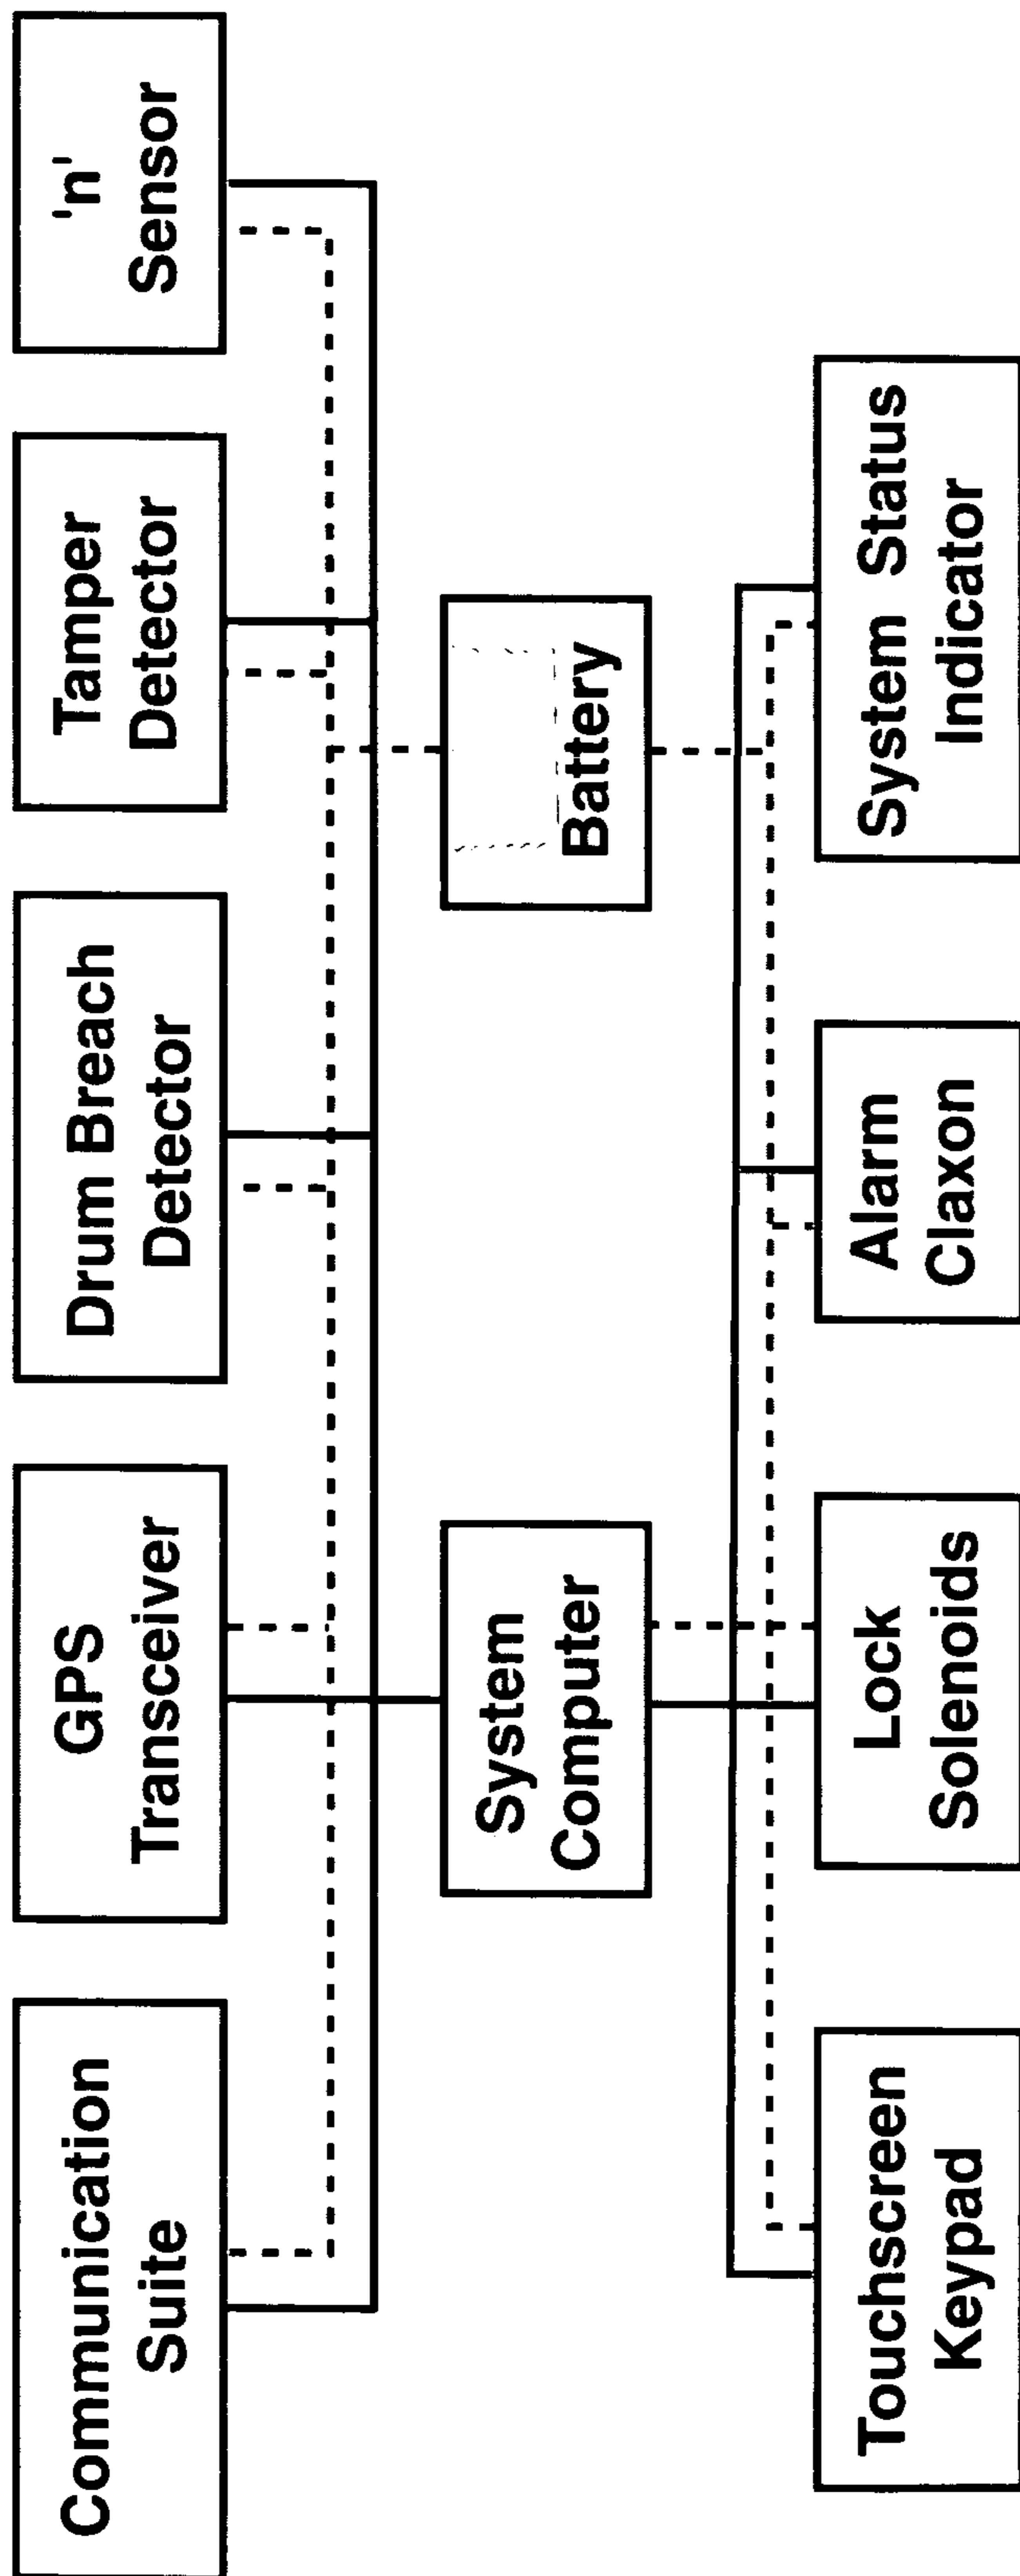 Communication
Suite
GPS
Transceiver
Drum Breach
Detector
Tamper
Detector
'n'
Sensor
System
Computer
Battery
Touchscreen
Keypad
Lock
Solenoids
Alarm
Claxon
System Status
Indicator